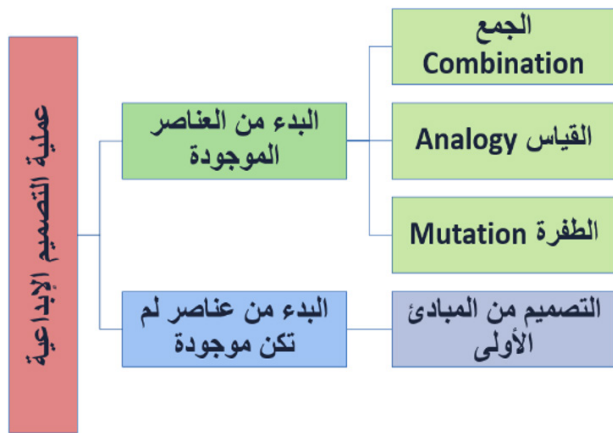 عملية التصميم الإبداعية
البدء من العناصر
الموجودة
الجمع
Combination
القياس Analogy
الطفرة Mutation
البدء من عناصر لم
تكن موجودة
التصميم من المبادئ
الأولى